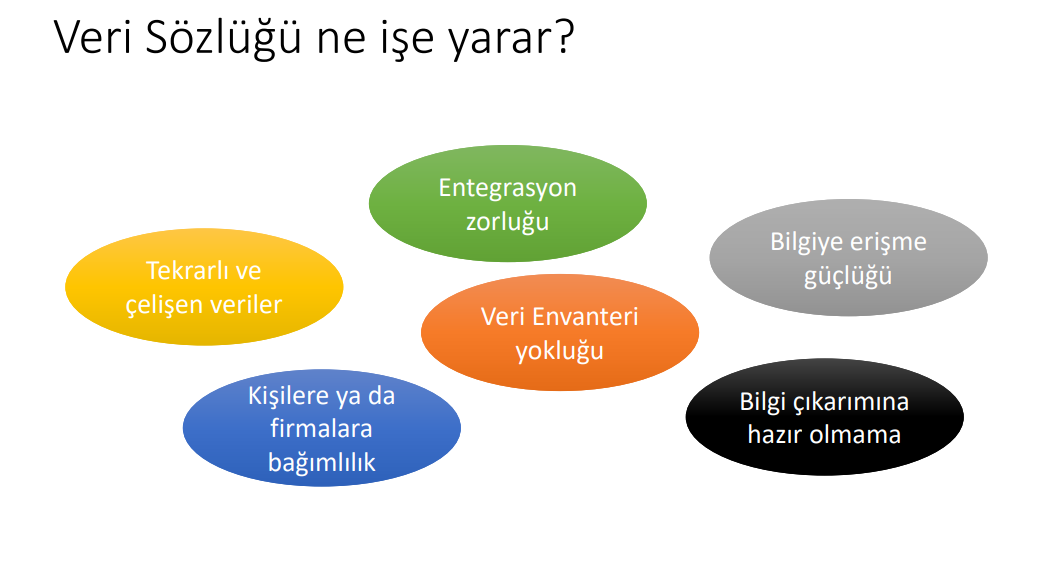 Veri Sözlüğü ne işe yarar?
Entegrasyon
zorluğu
Bilgiye erişme
güçlüğü
Tekrarlı ve
çelişen veriler
Veri Envanteri
yokluğu
Kişilere ya da
firmalara
bağımlılık
Bilgi çıkarımına
hazır olmama